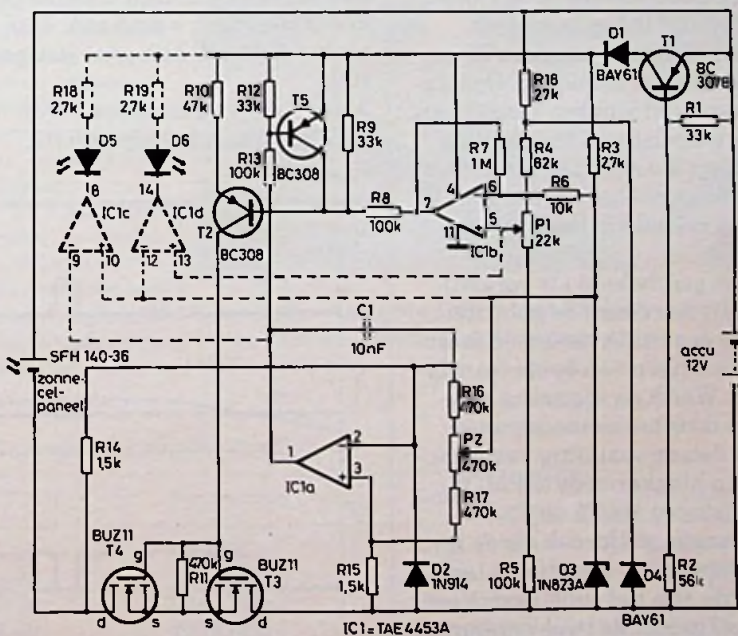 R18
2,7k
R19
2,7k
R10
47k
R12
33k
T5
D1
T1
BAY61
BC
307B
R18
27k
R9
33k
R1
33k
D5
D6
R13
100k
BC308
R7
1M
R4
82k
R3
2,7k
8
14
IC1c
IC1d
R8
100k
7
4
6
5
11
IC1b
R6
10k
P1
22k
T2
BC308
9
10
12
13
C1
10nF
SFH 140-36
zonne-
cel-
paneel
accu
12V
R16
470k
P2
470k
R17
470k
R14
1,5k
1
2
3
IC1a
BUZ11
T4
g
470k
R11
g
BUZ11
T3
d
s
s
d
R15
1,5k
D2
1N914
R5
100k
D3
1N823A
D4
R2
56k
IC1 = TAE4453A
BAY61